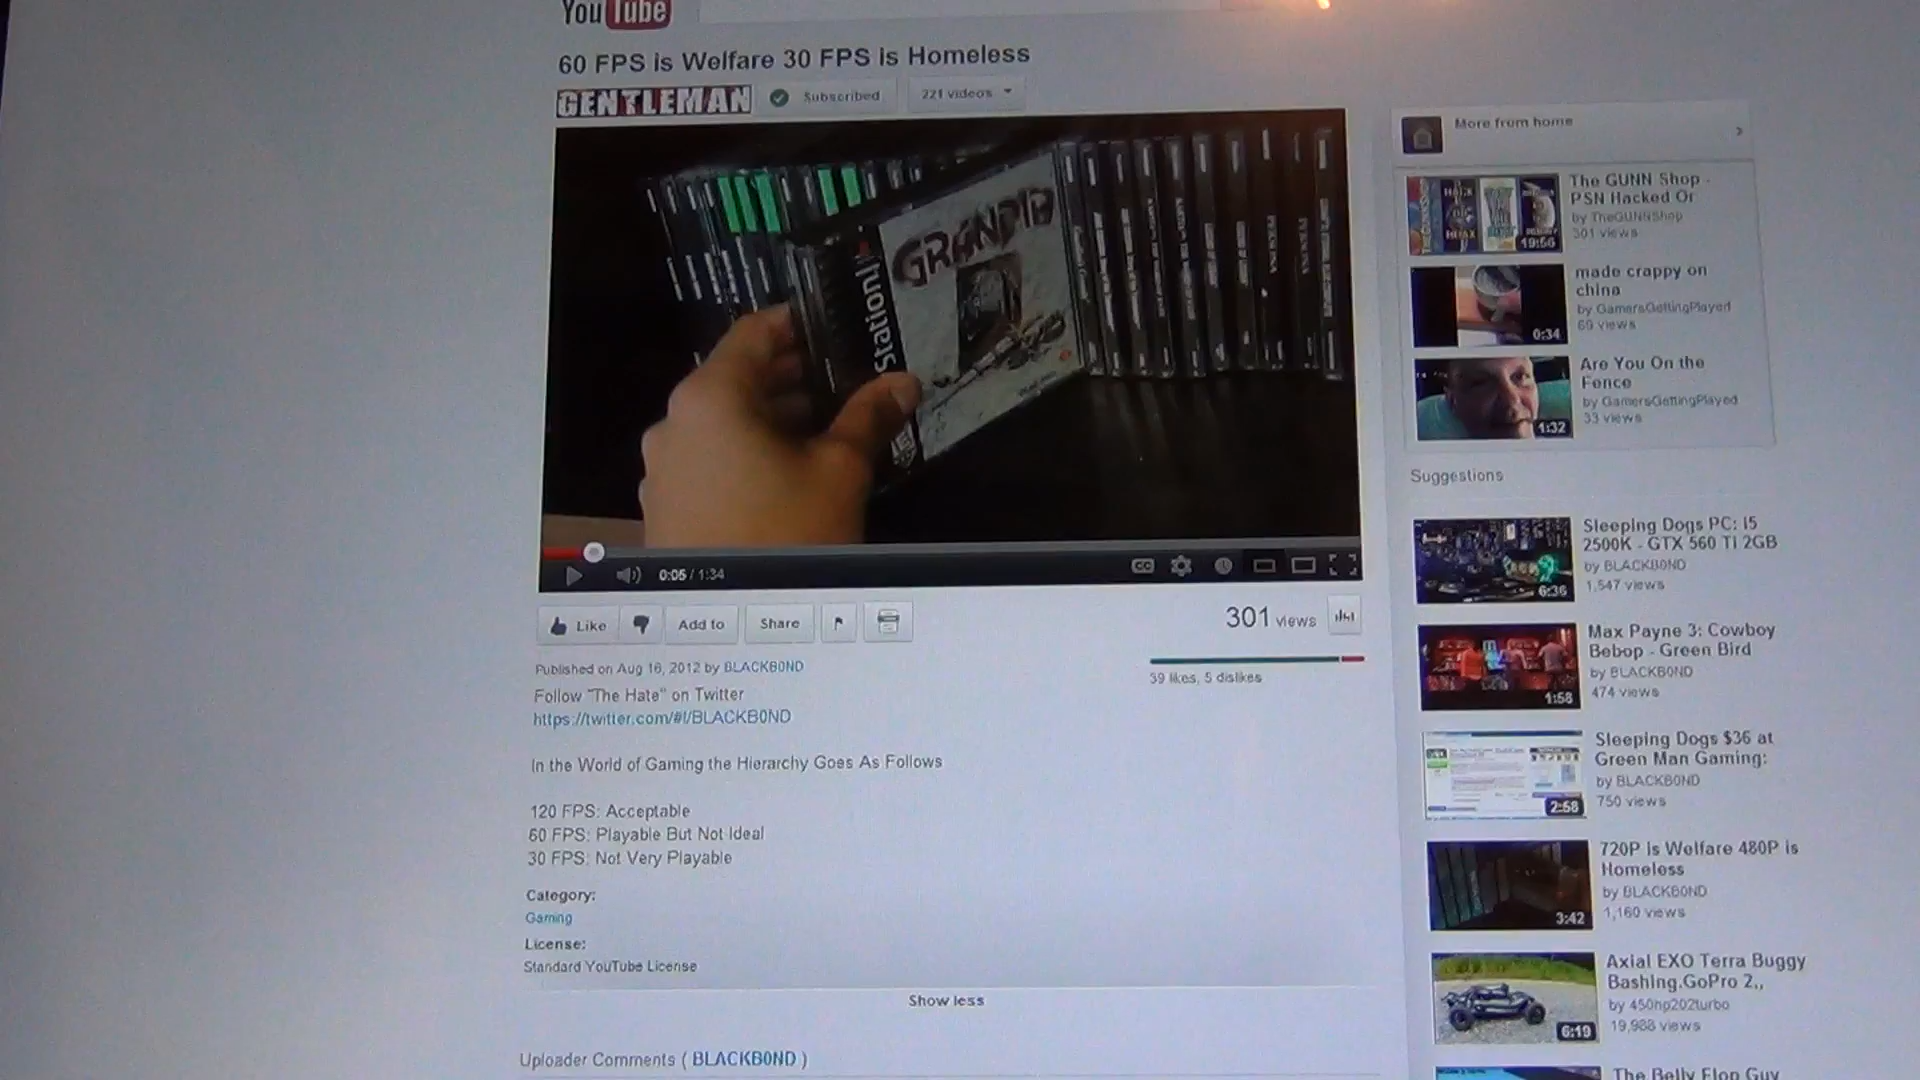 YouTube
60 FPS is Welfare 30 FPS is Homeless
GENTLEMAN
Subscribed
221 videos
GRANDIA
Station
0:05 / 1:34
CC
Like
Add to
Share
301 views
Published on Aug 16, 2012 by BLACKB0ND
39 likes, 5 dislikes
Follow "The Hate" on Twitter
https://twitter.com/#!/BLACKB0ND
In the World of Gaming the Hierarchy Goes As Follows
120 FPS: Acceptable
60 FPS: Playable But Not Ideal
30 FPS: Not Very Playable
Category:
Gaming
License:
Standard YouTube License
Show less
Uploader Comments ( BLACKB0ND )
More from home
The GUNN Shop -
PSN Hacked Or
by TheGUNNShop
301 views
19:56
made crappy on
china
by GamersGettingPlayed
69 views
0:34
Are You On the
Fence
by GamersGettingPlayed
33 views
1:32
Suggestions
Sleeping Dogs PC: I5
2500K - GTX 560 TI 2GB
by BLACKB0ND
1,547 views
6:36
Max Payne 3: Cowboy
Bebop - Green Bird
by BLACKB0ND
474 views
1:58
Sleeping Dogs $36 at
Green Man Gaming:
by BLACKB0ND
750 views
2:58
720P is Welfare 480P is
Homeless
by BLACKB0ND
1,160 views
3:42
Axial EXO Terra Buggy
Bashing.GoPro 2,,
by 450hp202turbo
19,988 views
6:19
The Belly Flop Guy